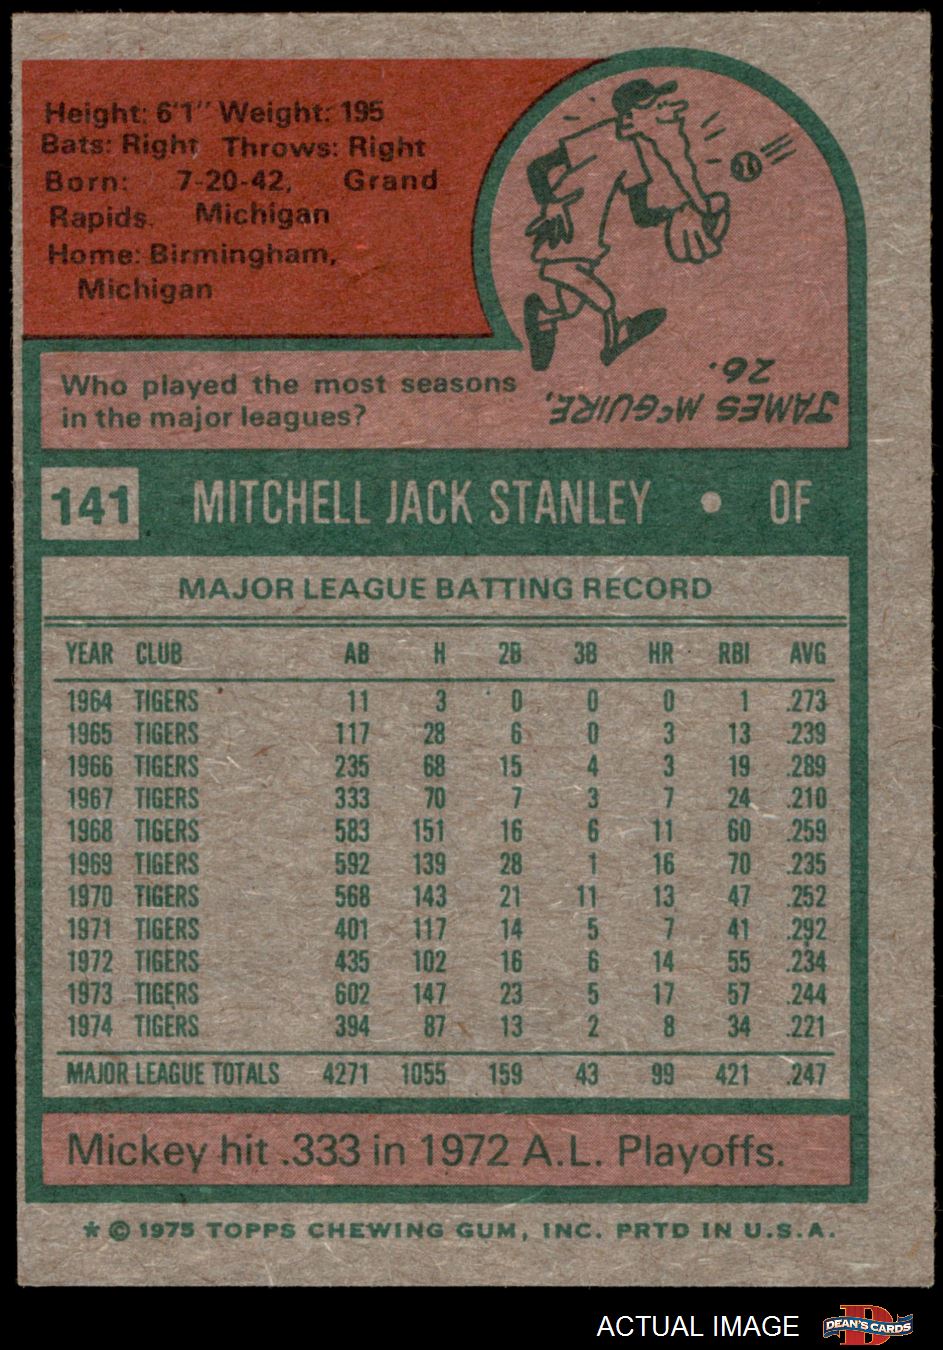 Height: 6'1" Weight: 195
Bats: Right Throws: Right
Born: 7-20-42, Grand
Rapids. Michigan
Home: Birmingham,
Michigan
Who played the most seasons
in the major leagues?
JAMES McGUIRE,
26.
141 MITCHELL JACK STANLEY • OF
MAJOR LEAGUE BATTING RECORD
YEAR CLUB AB H 2B 3B HR RBI AVG
1964 TIGERS 11 3 0 0 0 1 .273
1965 TIGERS 117 28 6 0 3 13 .239
1966 TIGERS 235 68 15 4 3 19 .289
1967 TIGERS 333 70 7 3 7 24 .210
1968 TIGERS 583 151 16 6 11 60 .259
1969 TIGERS 592 139 28 1 16 70 .235
1970 TIGERS 568 143 21 11 13 47 .252
1971 TIGERS 401 117 14 5 7 41 .292
1972 TIGERS 435 102 16 6 14 55 .234
1973 TIGERS 602 147 23 5 17 57 .244
1974 TIGERS 394 87 13 2 8 34 .221
MAJOR LEAGUE TOTALS 4271 1055 159 43 99 421 .247
Mickey hit .333 in 1972 A.L. Playoffs.
* © 1975 TOPPS CHEWING GUM, INC. PRTD IN U.S.A.
ACTUAL IMAGE DEAN'S CARDS